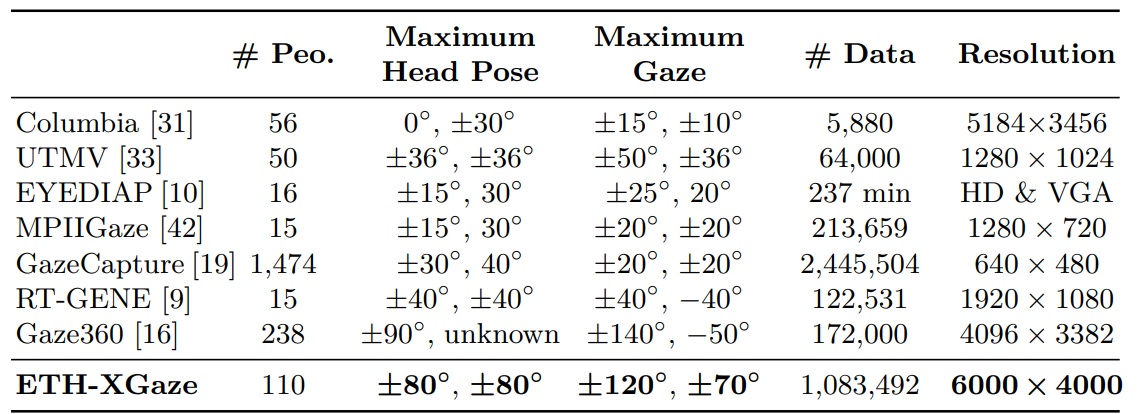 # Peo. Maximum Head Pose Maximum Gaze # Data Resolution
Columbia [31] 56 0°, ±30° ±15°, ±10° 5,880 5184×3456
UTMV [33] 50 ±36°, ±36° ±50°, ±36° 64,000 1280 × 1024
EYEDIAP [10] 16 ±15°, 30° ±25°, 20° 237 min HD & VGA
MPIIGaze [42] 15 ±15°, 30° ±20°, ±20° 213,659 1280 × 720
GazeCapture [19] 1,474 ±30°, 40° ±20°, ±20° 2,445,504 640 × 480
RT-GENE [9] 15 ±40°, ±40° ±40°, −40° 122,531 1920 × 1080
Gaze360 [16] 238 ±90°, unknown ±140°, −50° 172,000 4096 × 3382
ETH-XGaze 110 ±80°, ±80° ±120°, ±70° 1,083,492 6000 × 4000